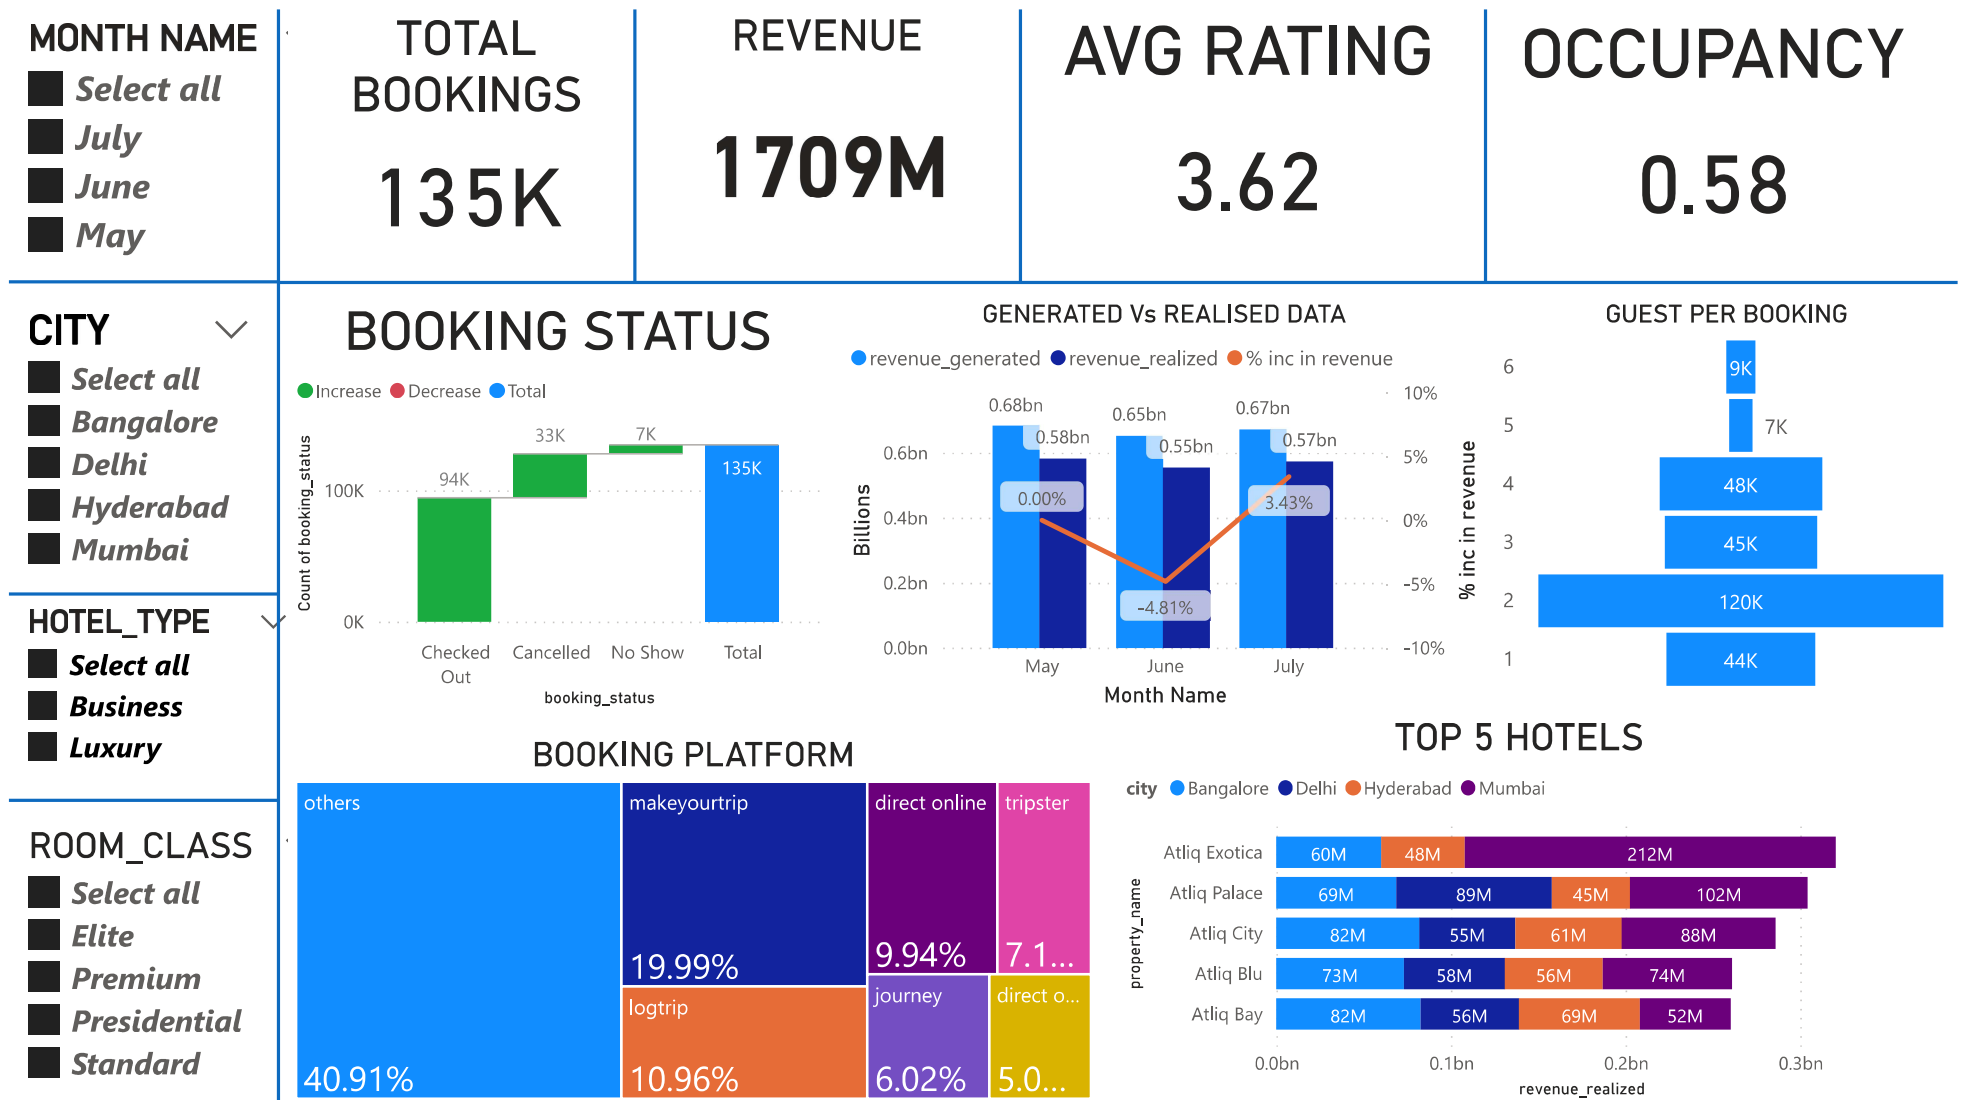 MONTH NAME
Select all
July
June
May
TOTAL
BOOKINGS
135K
REVENUE
1709M
AVG RATING
3.62
OCCUPANCY
0.58
CITY
Select all
Bangalore
Delhi
Hyderabad
Mumbai
HOTEL_TYPE
Select all
Business
Luxury
ROOM_CLASS
Select all
Elite
Premium
Presidential
Standard
BOOKING STATUS
Increase Decrease Total
Count of booking_status
100K
0K
94K
33K
7K
135K
Checked
Out
Cancelled
No Show
Total
booking_status
GENERATED Vs REALISED DATA
revenue_generated revenue_realized % inc in revenue
Billions
0.6bn
0.4bn
0.2bn
0.0bn
0.68bn
0.58bn
0.65bn
0.55bn
0.67bn
0.57bn
0.00%
-4.81%
3.43%
10%
5%
0%
-5%
-10%
% inc in revenue
May
June
July
Month Name
GUEST PER BOOKING
6 9K
5 7K
4 48K
3 45K
2 120K
1 44K
BOOKING PLATFORM
others
40.91%
makeyourtrip
19.99%
logtrip
10.96%
direct online
9.94%
tripster
7.1...
journey
6.02%
direct o...
5.0...
TOP 5 HOTELS
city Bangalore Delhi Hyderabad Mumbai
property_name
Atliq Exotica 60M 48M 212M
Atliq Palace 69M 89M 45M 102M
Atliq City 82M 55M 61M 88M
Atliq Blu 73M 58M 56M 74M
Atliq Bay 82M 56M 69M 52M
0.0bn 0.1bn 0.2bn 0.3bn
revenue_realized